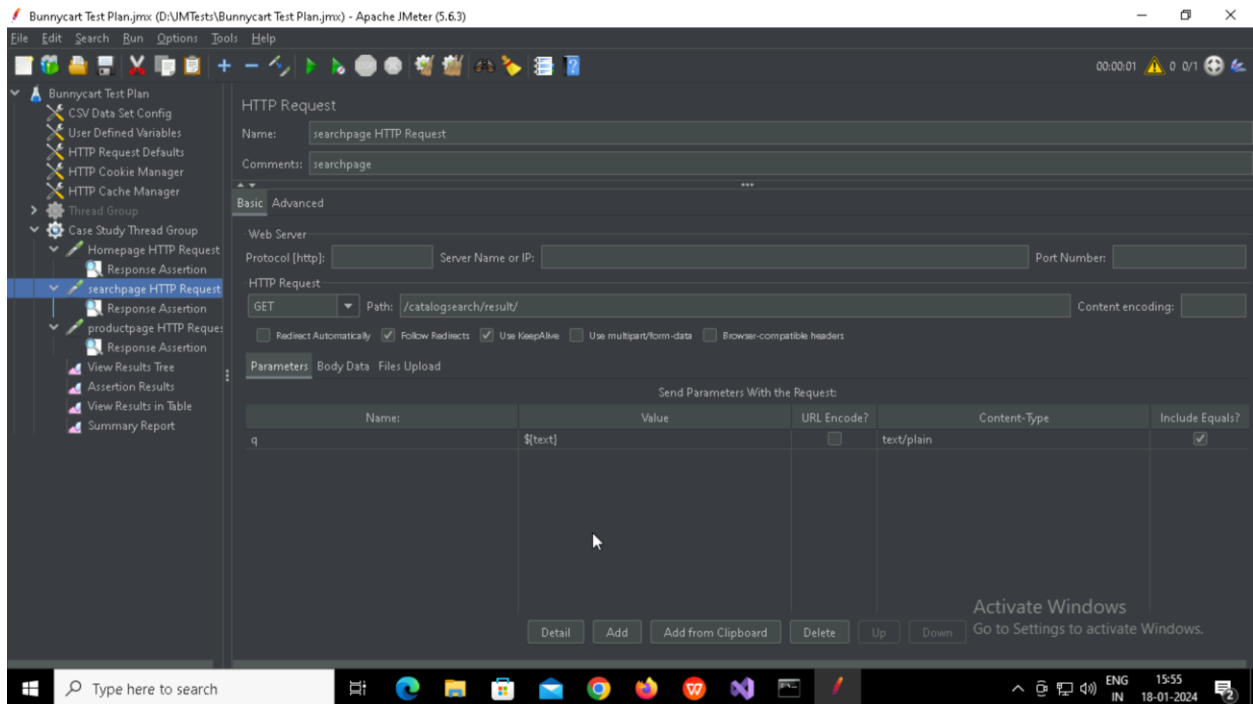 Bunnycart Test Plan.jmx (D:\JMTests\Bunnycart Test Plan.jmx) - Apache JMeter (5.6.3)
File Edit Search Run Options Tools Help
00:00:01 0 0/1
Bunnycart Test Plan
CSV Data Set Config
User Defined Variables
HTTP Request Defaults
HTTP Cookie Manager
HTTP Cache Manager
Thread Group
Case Study Thread Group
Homepage HTTP Request
Response Assertion
searchpage HTTP Request
Response Assertion
productpage HTTP Reques
Response Assertion
View Results Tree
Assertion Results
View Results in Table
Summary Report
HTTP Request
Name: searchpage HTTP Request
Comments: searchpage
Basic Advanced
Web Server
Protocol [http]: Server Name or IP: Port Number:
HTTP Request
GET Path: /catalogsearch/result/ Content encoding:
Redirect Automatically Follow Redirects Use KeepAlive Use multipart/form-data Browser-compatible headers
Parameters Body Data Files Upload
Send Parameters With the Request:
Name: Value URL Encode? Content-Type Include Equals?
q ${text} text/plain
Detail Add Add from Clipboard Delete Up Down
Activate Windows
Go to Settings to activate Windows.
Type here to search
ENG
IN
15:55
18-01-2024
2